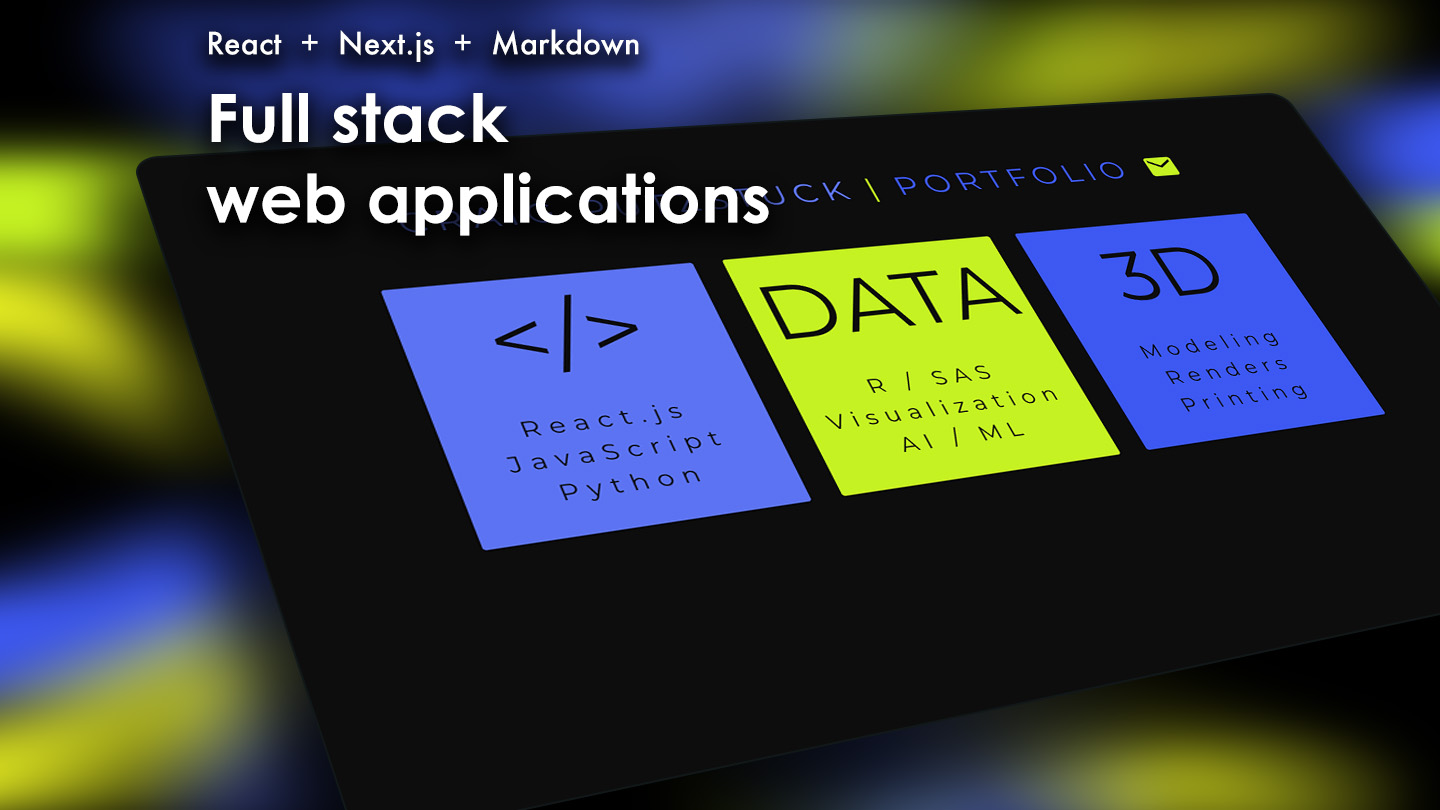 React + Next.js + Markdown
Full stack
web applications
| PORTFOLIO
</>
React.js
JavaScript
Python
DATA
R / SAS
Visualization
AI / ML
3D
Modeling
Renders
Printing